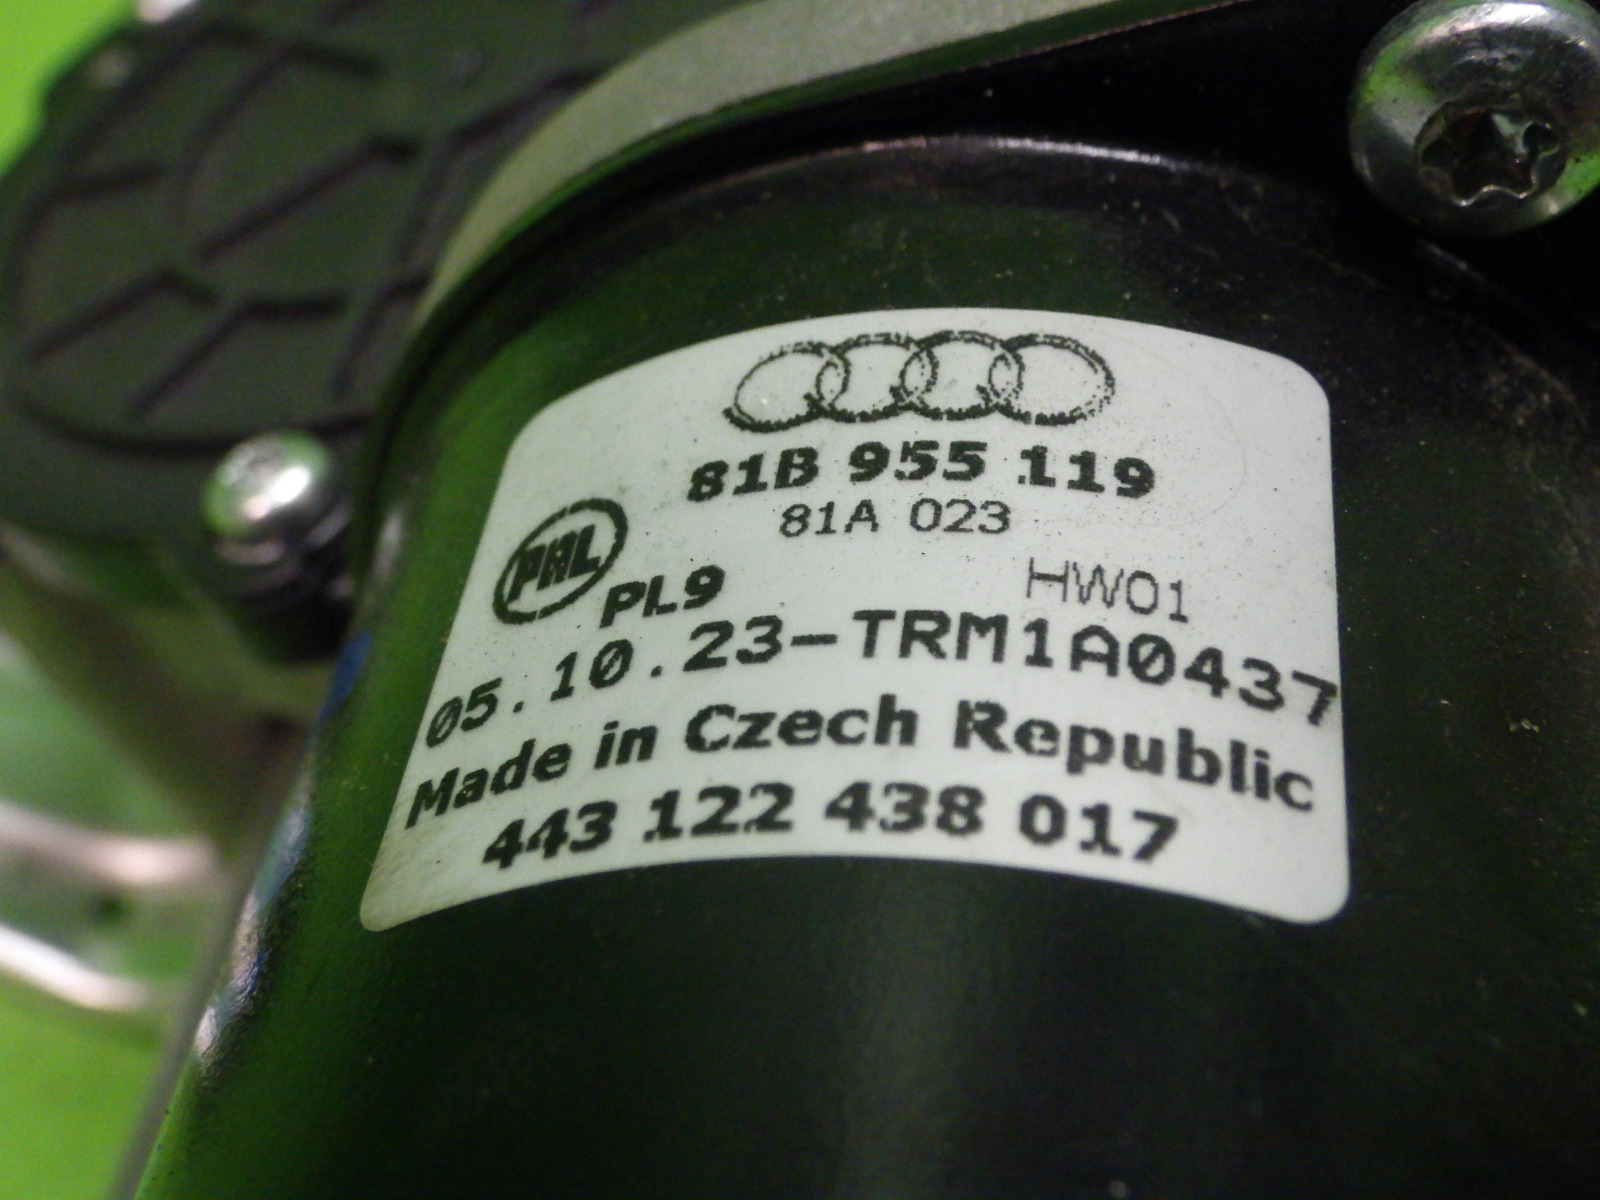 81B 955 119
81A 023
PAL
PL9 HW01
05.10.23-TRM1A0437
Made in Czech Republic
443 122 438 017